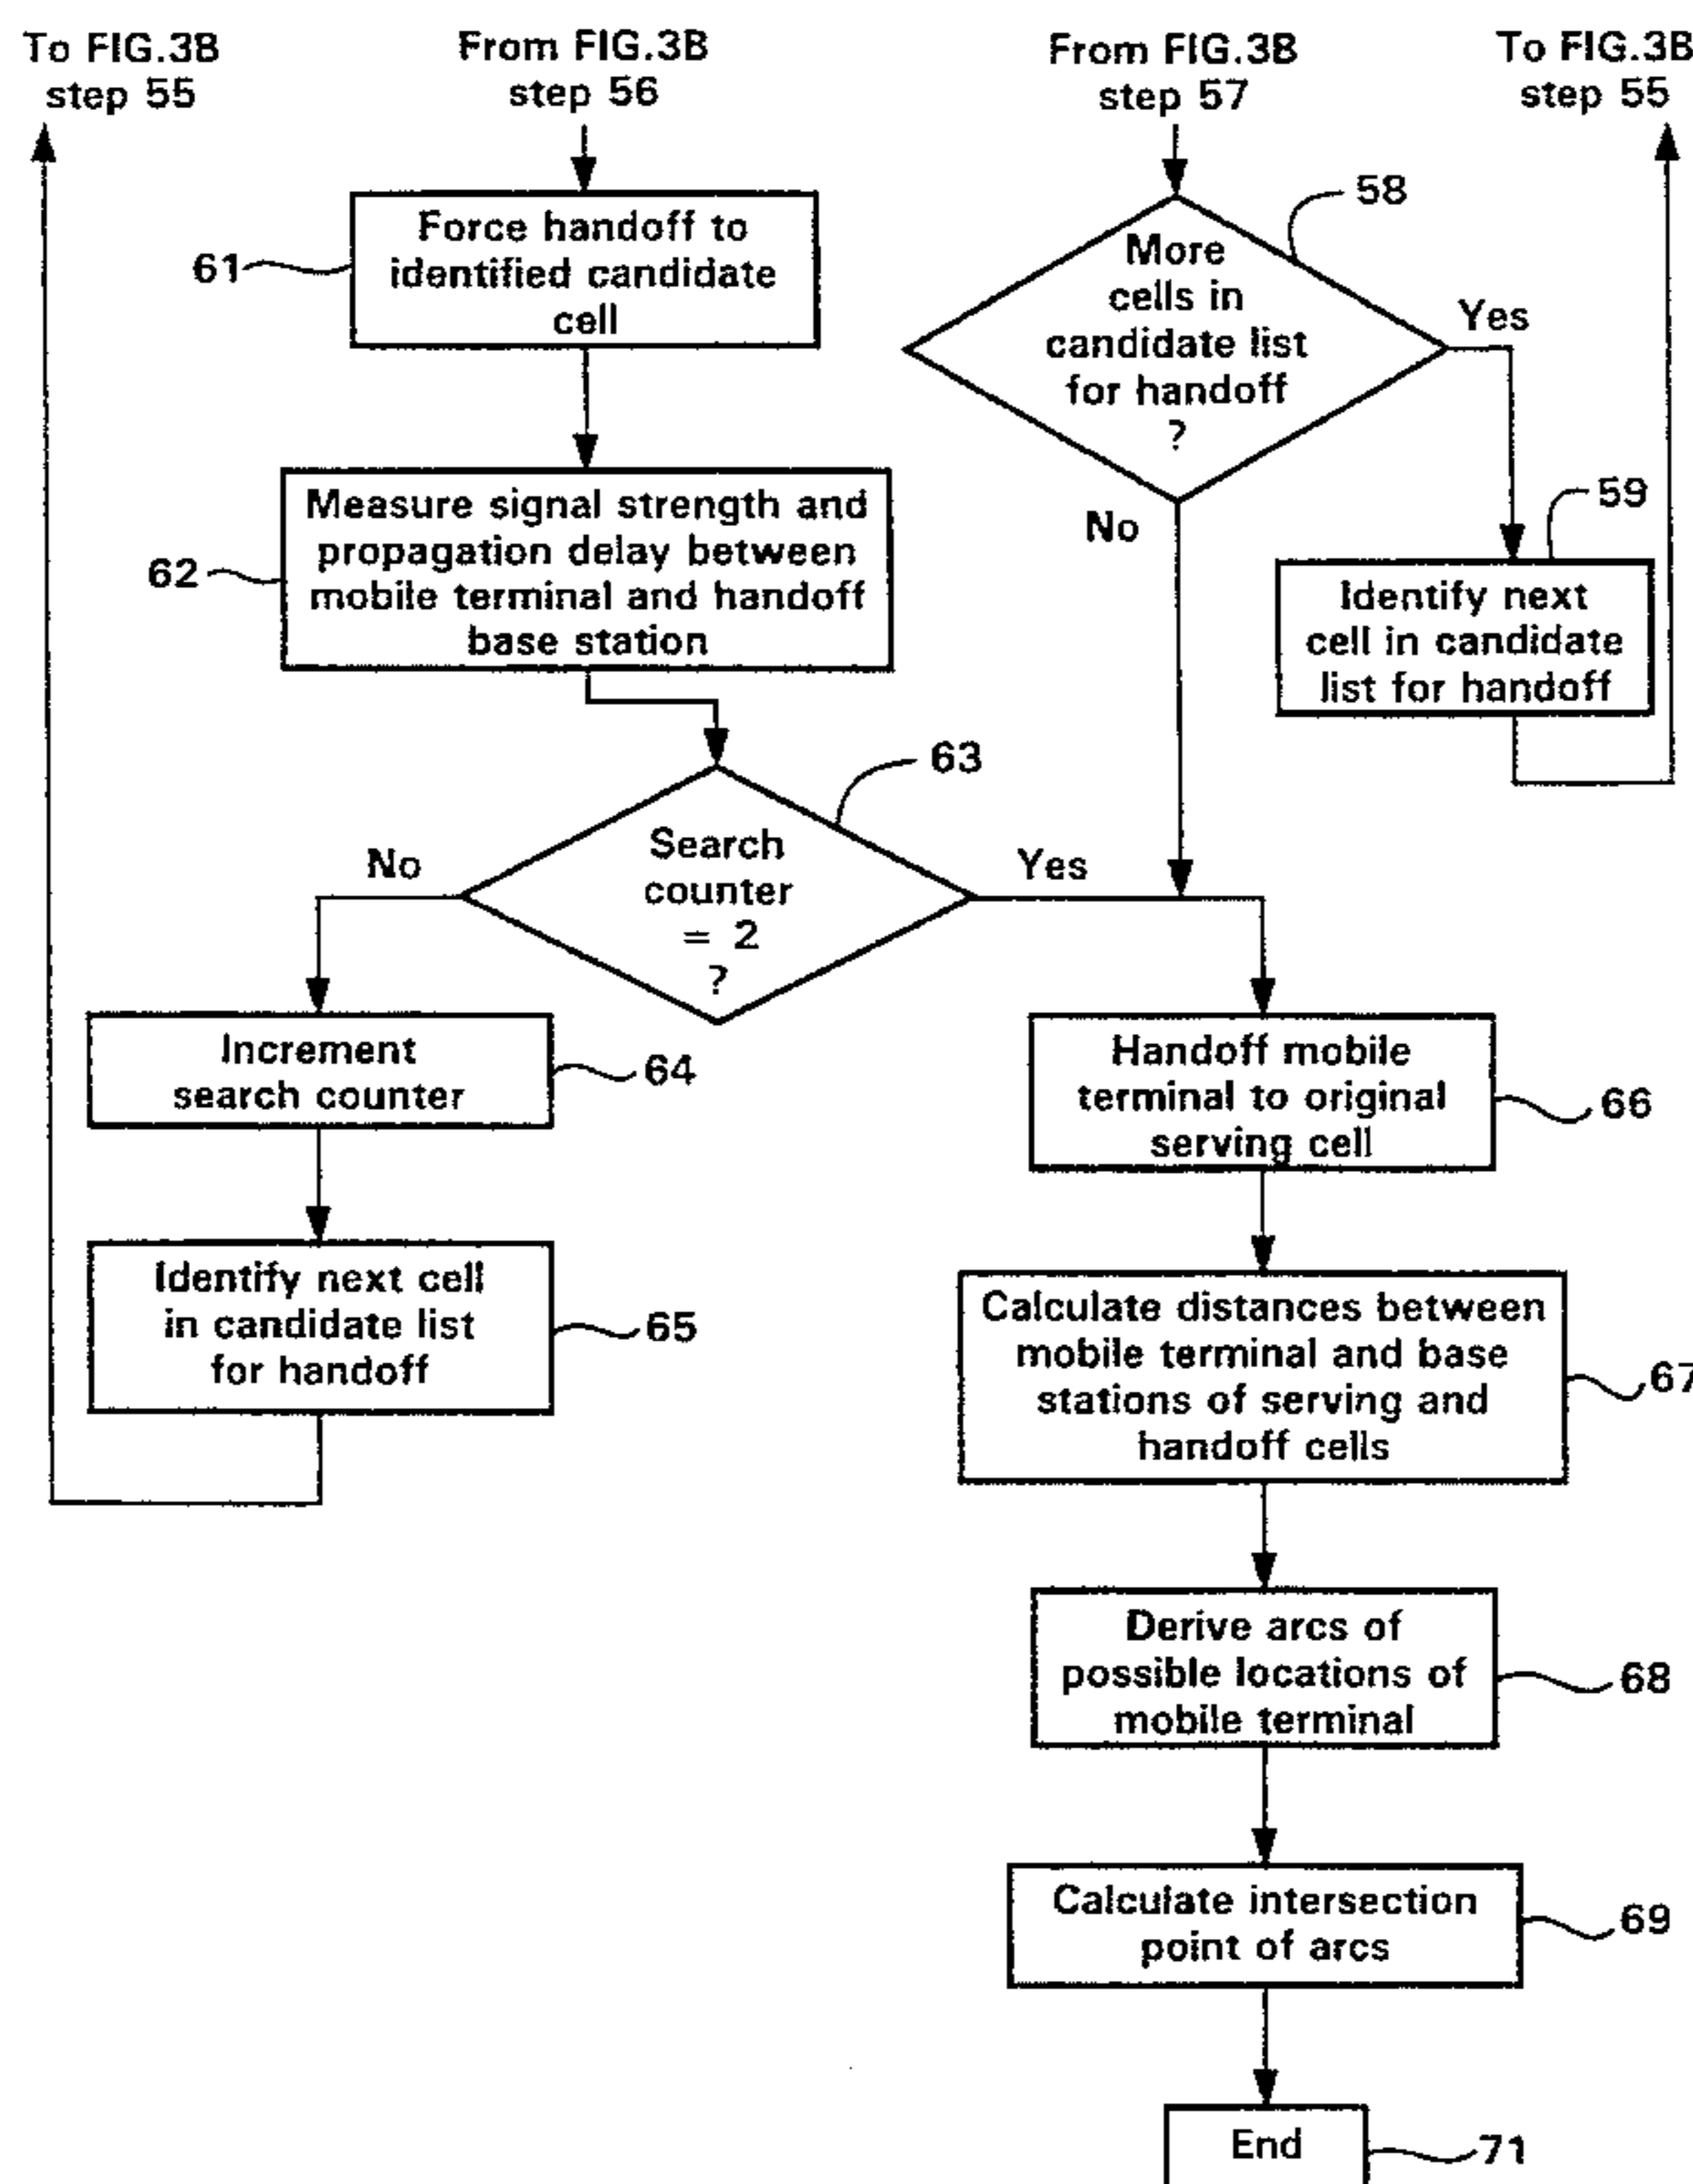 To FIG.3B
step 55
From FIG.3B
step 56
From FIG.3B
step 57
To FIG.3B
step 55
61
Force handoff to
identified candidate
cell
58
More
cells in
candidate list
for handoff
?
Yes
No
62
Measure signal strength and
propagation delay between
mobile terminal and handoff
base station
59
Identify next
cell in candidate
list for handoff
63
Search
counter
= 2
?
No
Yes
Increment
search counter
64
Handoff mobile
terminal to original
serving cell
66
Identify next cell
in candidate list
for handoff
65
Calculate distances between
mobile terminal and base
stations of serving and
handoff cells
67
Derive arcs of
possible locations of
mobile terminal
68
Calculate intersection
point of arcs
69
End
71